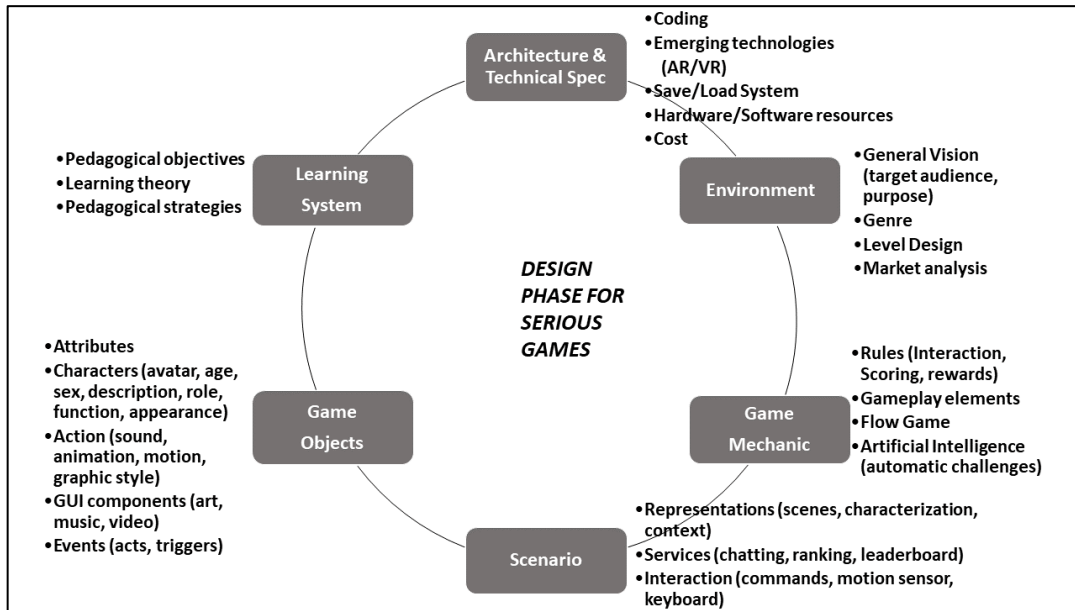 Architecture &
Technical Spec
•Coding
•Emerging technologies
(AR/VR)
•Save/Load System
•Hardware/Software resources
•Cost
Environment
•General Vision
(target audience,
purpose)
•Genre
•Level Design
•Market analysis
Game
Mechanic
•Rules (Interaction,
Scoring, rewards)
•Gameplay elements
•Flow Game
•Artificial Intelligence
(automatic challenges)
Scenario
•Representations (scenes, characterization,
context)
•Services (chatting, ranking, leaderboard)
•Interaction (commands, motion sensor,
keyboard)
Game
Objects
•Attributes
•Characters (avatar, age,
sex, description, role,
function, appearance)
•Action (sound,
animation, motion,
graphic style)
•GUI components (art,
music, video)
•Events (acts, triggers)
Learning
System
•Pedagogical objectives
•Learning theory
•Pedagogical strategies
DESIGN
PHASE FOR
SERIOUS
GAMES